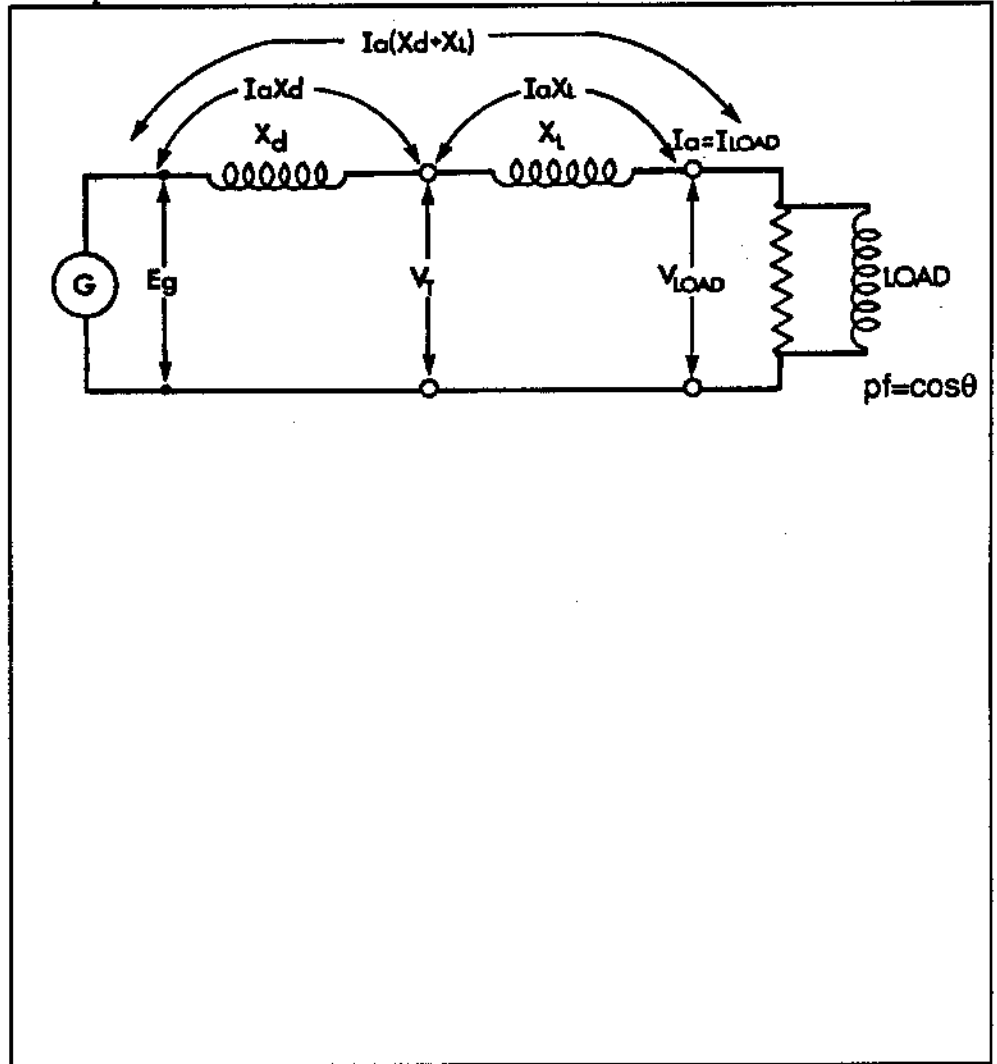 Ia(Xd+Xl)
IaXd
IaXl
Xd
Xl
Ia=ILOAD
G
Eg
VT
VLOAD
LOAD
pf=cosθ